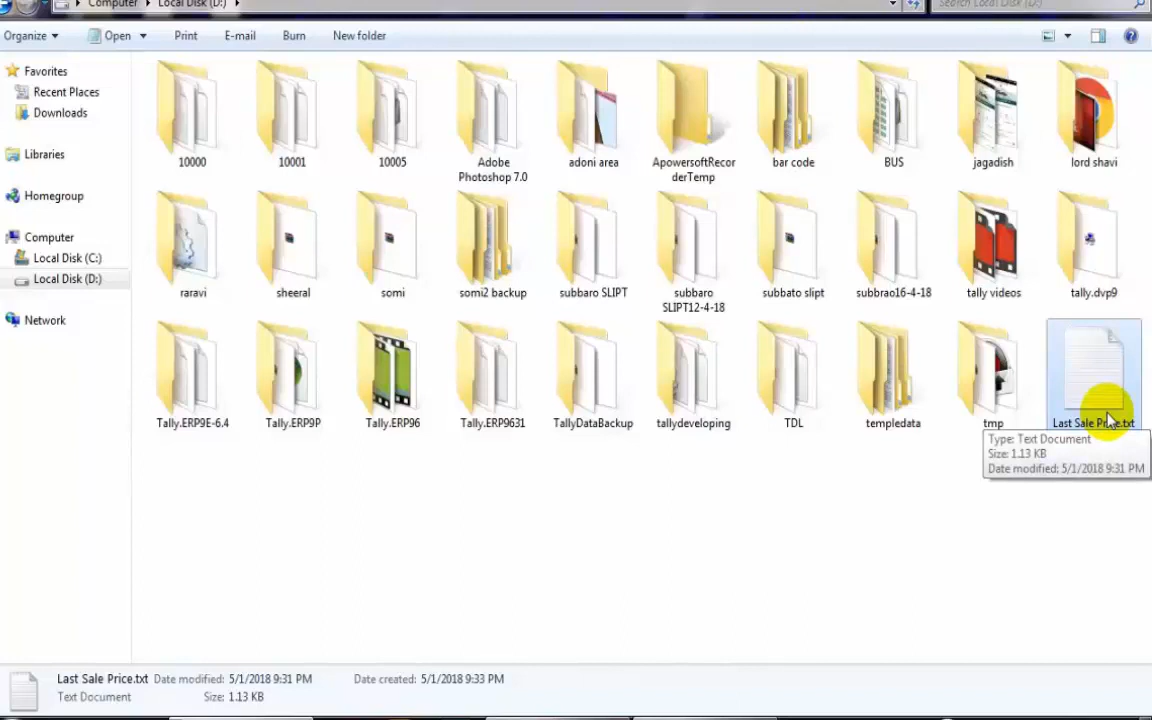 Computer
Local Disk (D:)
Search Local Disk (D:)
Organize
Open
Print
E-mail
Burn
New folder
Favorites
Recent Places
Downloads
Libraries
Homegroup
Computer
Local Disk (C:)
Local Disk (D:)
Network
10000
10001
10005
Adobe
Photoshop 7.0
adoni area
ApowersoftRecor
derTemp
bar code
BUS
jagadish
lord shavi
raravi
sheeral
somi
somi2 backup
subbaro SLIPT
subbaro
SLIPT12-4-18
subbato slipt
subbrao16-4-18
tally videos
tally.dvp9
Tally.ERP9E-6.4
Tally.ERP9P
Tally.ERP96
Tally.ERP9631
TallyDataBackup
tallydeveloping
TDL
templedata
tmp
Last Sale Price.txt
Type: Text Document
Size: 1.13 KB
Date modified: 5/1/2018 9:31 PM
Last Sale Price.txt Date modified: 5/1/2018 9:31 PM Date created: 5/1/2018 9:33 PM
Text Document Size: 1.13 KB